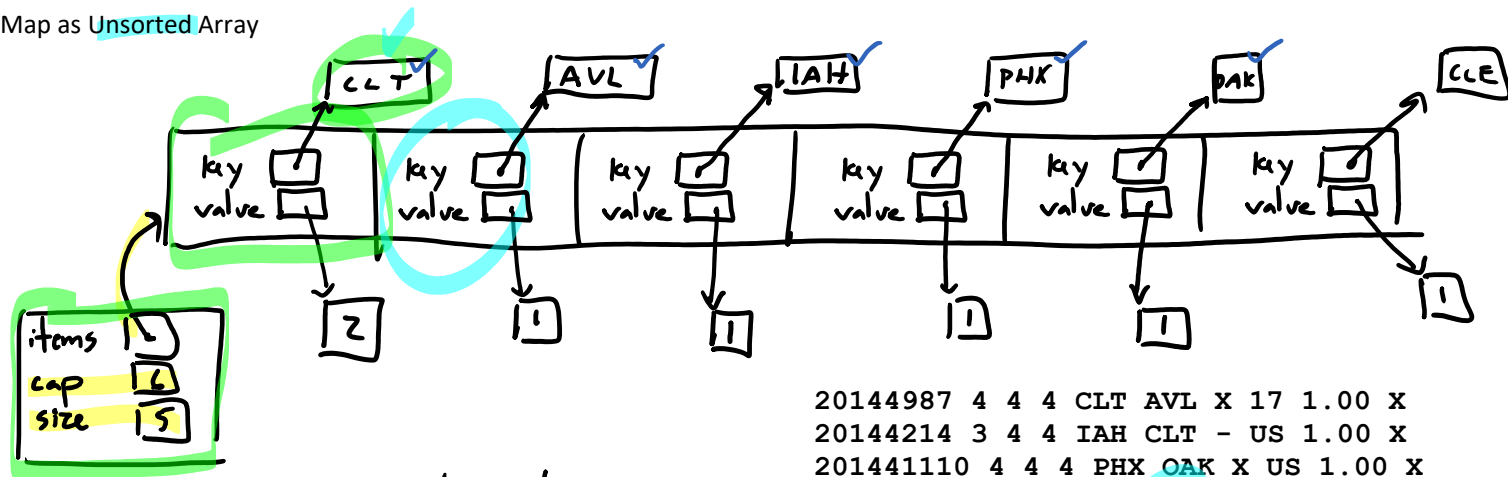 Map as Unsorted Array
CLT AVL IAH PHX OAK CLE
key key key key key key
value value value value value value
items
cap 6
size 5
2 1 1 1 1 1
20144987 4 4 4 CLT AVL X 17 1.00 X
20144214 3 4 4 IAH CLT - US 1.00 X
201441110 4 4 4 PHX OAK X US 1.00 X